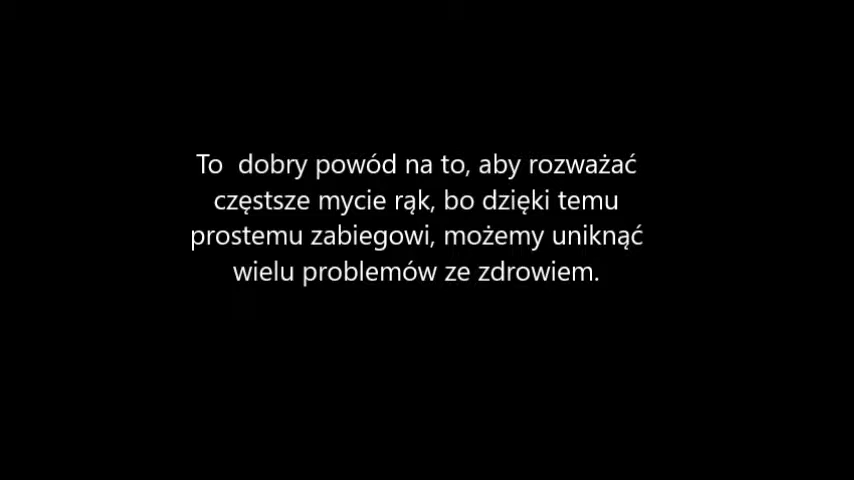 To  dobry powód na to, aby rozważać
częstsze mycie rąk, bo dzięki temu
prostemu zabiegowi, możemy uniknąć
wielu problemów ze zdrowiem.